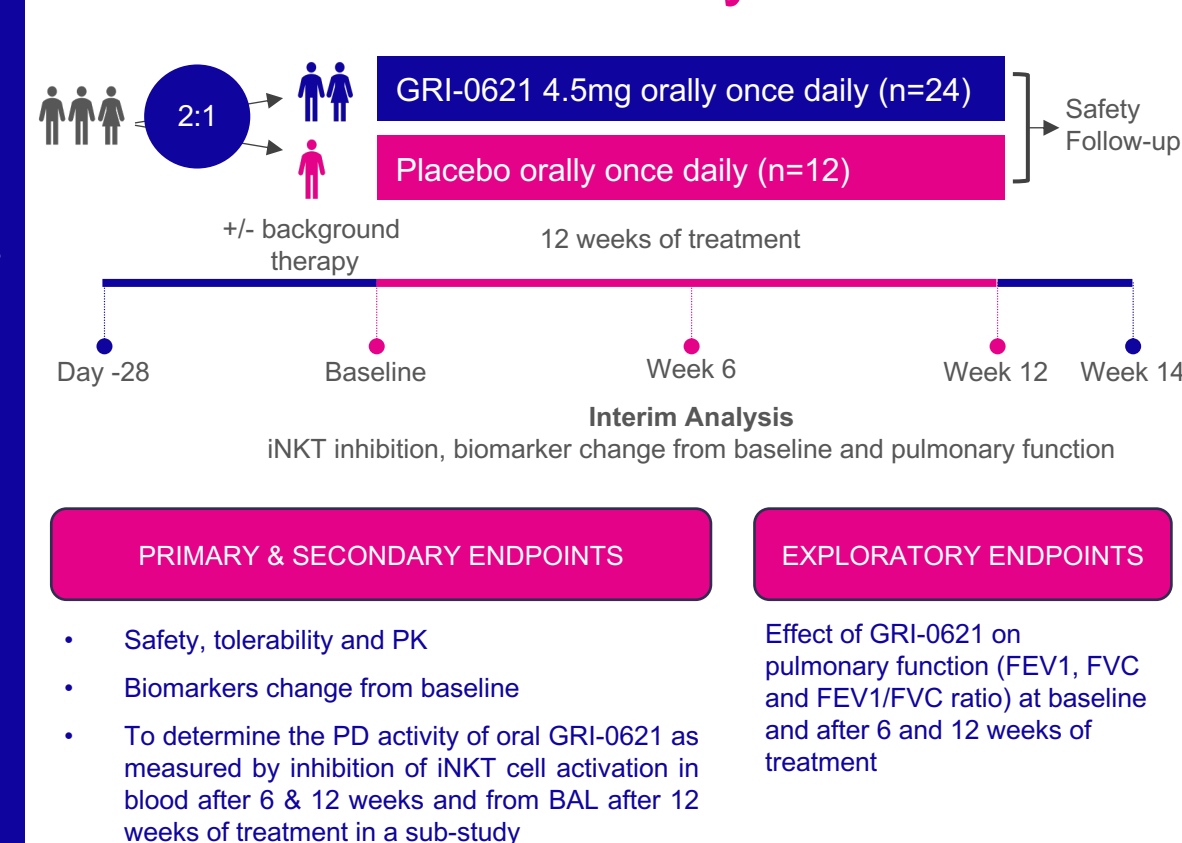 2:1
GRI-0621 4.5mg orally once daily (n=24)
Placebo orally once daily (n=12)
Safety
Follow-up
+/- background
therapy
12 weeks of treatment
Day -28
Baseline
Week 6
Week 12
Week 14
Interim Analysis
iNKT inhibition, biomarker change from baseline and pulmonary function
PRIMARY & SECONDARY ENDPOINTS
• Safety, tolerability and PK
• Biomarkers change from baseline
• To determine the PD activity of oral GRI-0621 as
measured by inhibition of iNKT cell activation in
blood after 6 & 12 weeks and from BAL after 12
weeks of treatment in a sub-study
EXPLORATORY ENDPOINTS
Effect of GRI-0621 on
pulmonary function (FEV1, FVC
and FEV1/FVC ratio) at baseline
and after 6 and 12 weeks of
treatment